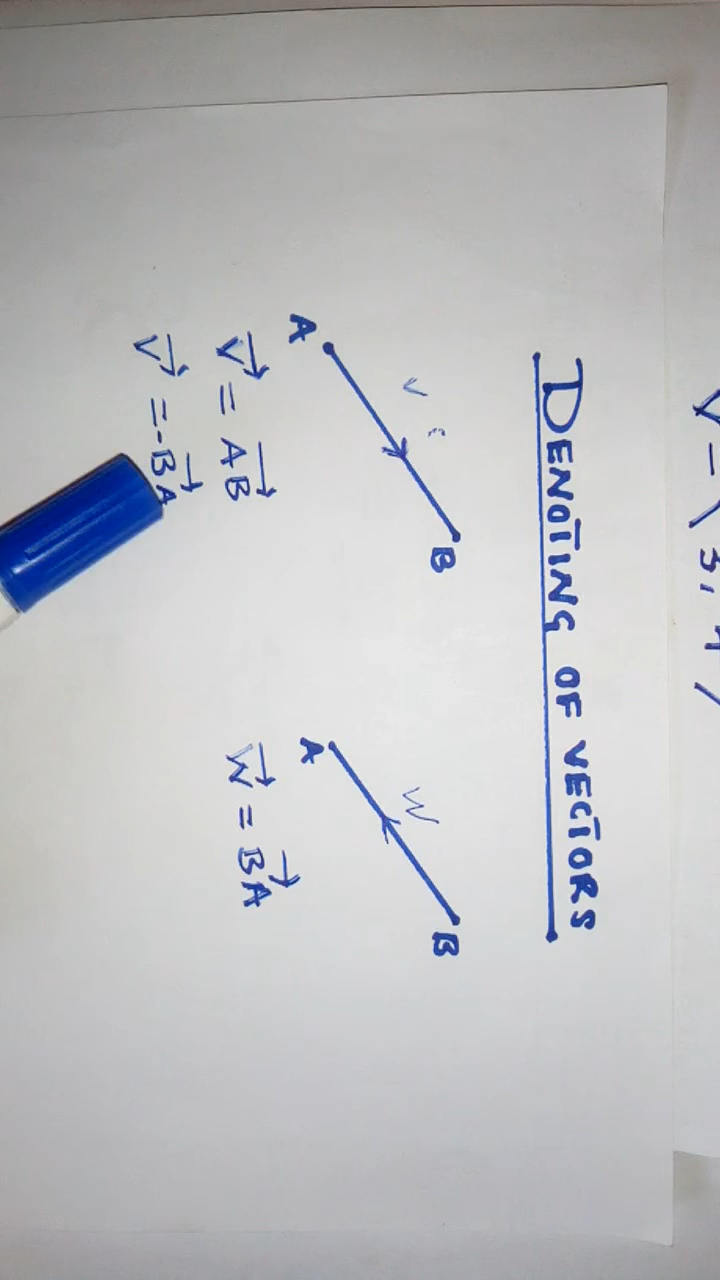 DENOTING OF VECTORS
V
B
A
W
B
A
V⃗ = AB⃗
W⃗ = BA⃗
V⃗ = -BA⃗